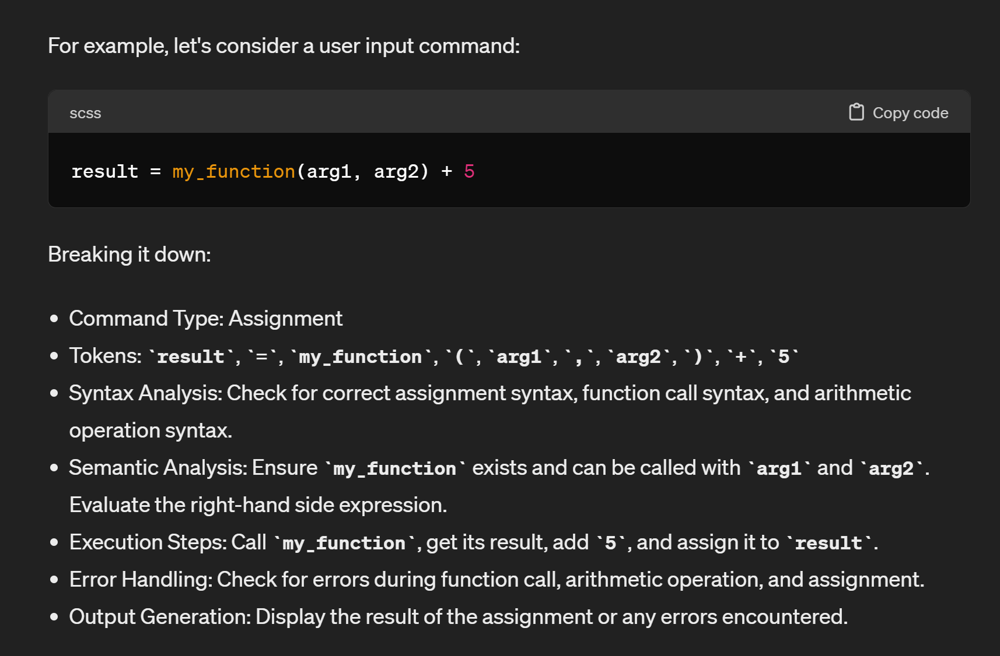 For example, let's consider a user input command:
scss
Copy code
result = my_function(arg1, arg2) + 5
Breaking it down:
• Command Type: Assignment
• Tokens: `result`, `=`, `my_function`, `(`, `arg1`, `,`, `arg2`, `)`, `+`, `5`
• Syntax Analysis: Check for correct assignment syntax, function call syntax, and arithmetic
operation syntax.
• Semantic Analysis: Ensure `my_function` exists and can be called with `arg1` and `arg2`.
Evaluate the right-hand side expression.
• Execution Steps: Call `my_function`, get its result, add `5`, and assign it to `result`.
• Error Handling: Check for errors during function call, arithmetic operation, and assignment.
• Output Generation: Display the result of the assignment or any errors encountered.